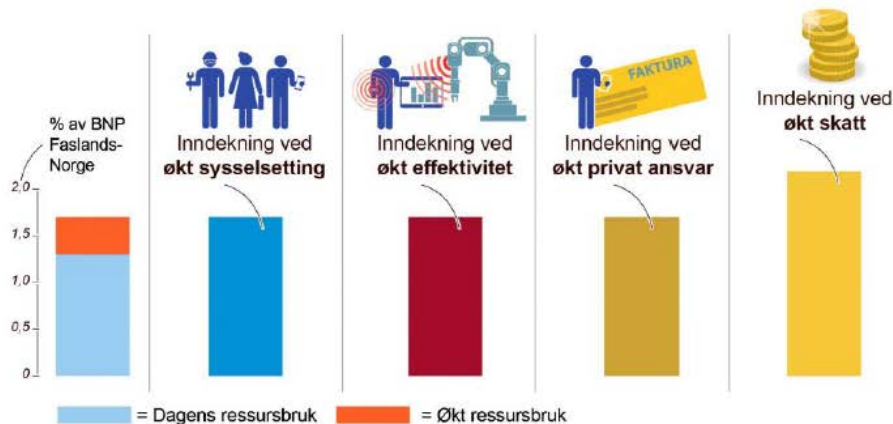 % av BNP
Faslands-
Norge
2,0
1,5
1,0
0,5
0
Inndekning ved
økt sysselsetting
Inndekning ved
økt effektivitet
FAKTURA
Inndekning ved
økt privat ansvar
Inndekning ved
økt skatt
= Dagens ressursbruk
= Økt ressursbruk